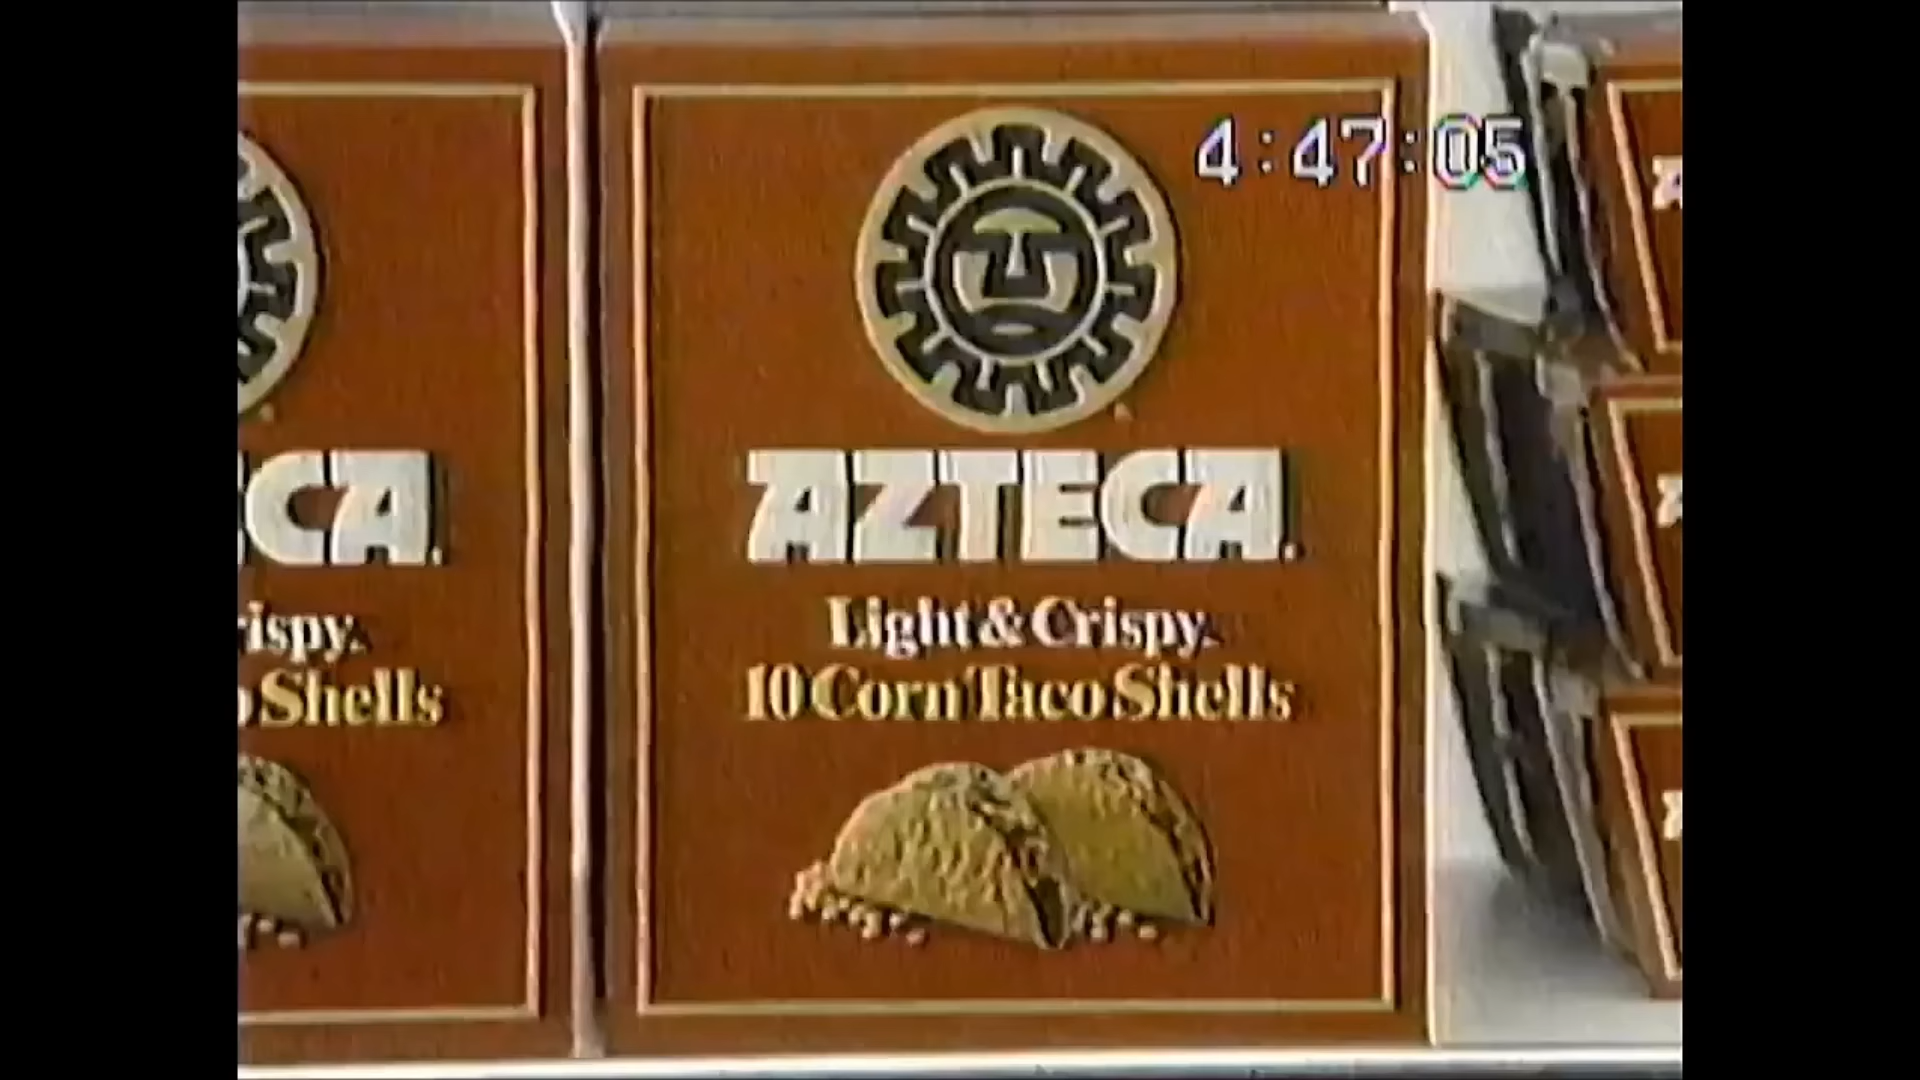 4:47:05
AZTECA
Light & Crispy.
10 Corn Taco Shells
CA
rispy.
Shells